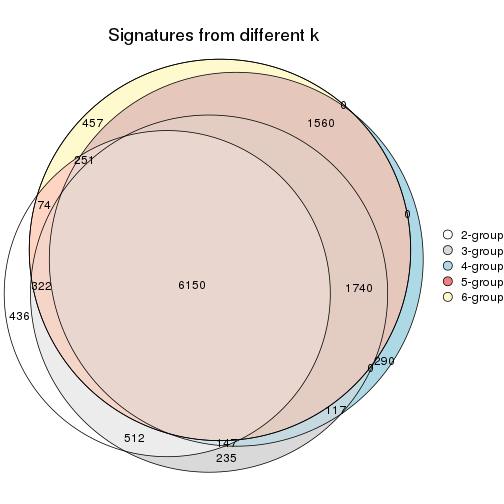 Signatures from different k
0
457
1560
251
74
0
2-group
3-group
4-group
5-group
6-group
322
6150
1740
436
290
0
117
512
147
235